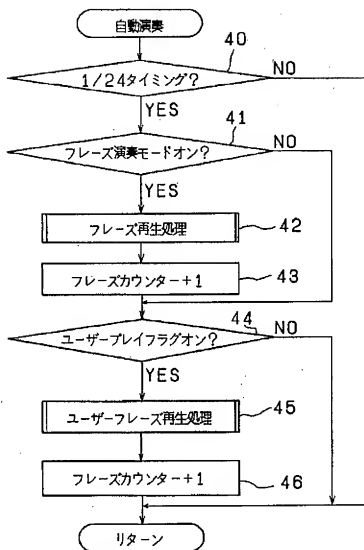 自動演奏
40
1/24タイミング?
NO
YES
41
フレーズ演奏モードオン?
NO
YES
フレーズ再生処理
42
フレーズカウンター+1
43
44
ユーザープレイフラグオン?
NO
YES
ユーザーフレーズ再生処理
45
フレーズカウンター+1
46
リターン